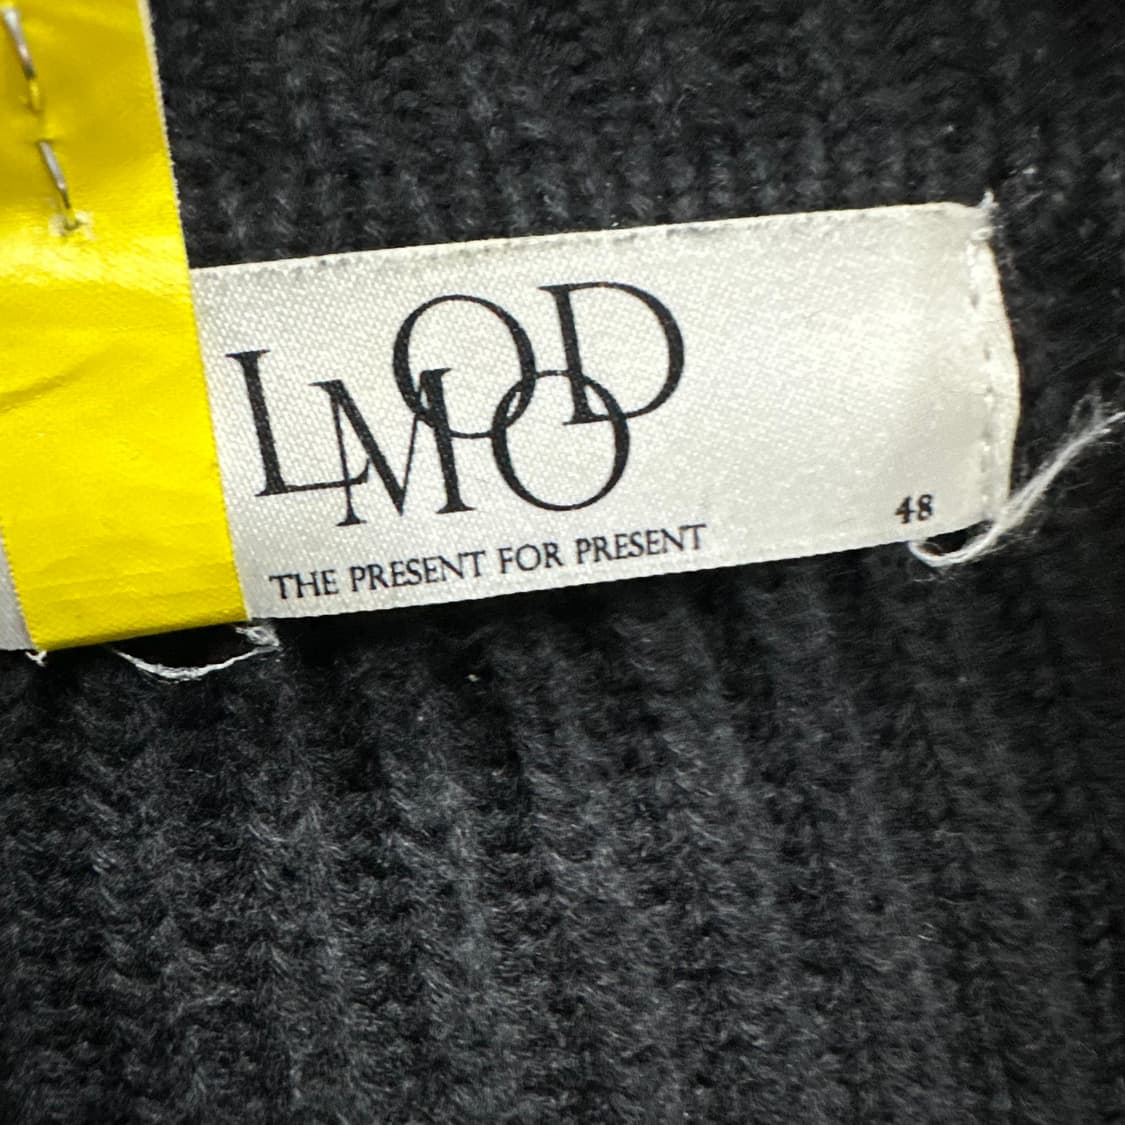 LMOOD
THE PRESENT FOR PRESENT
48